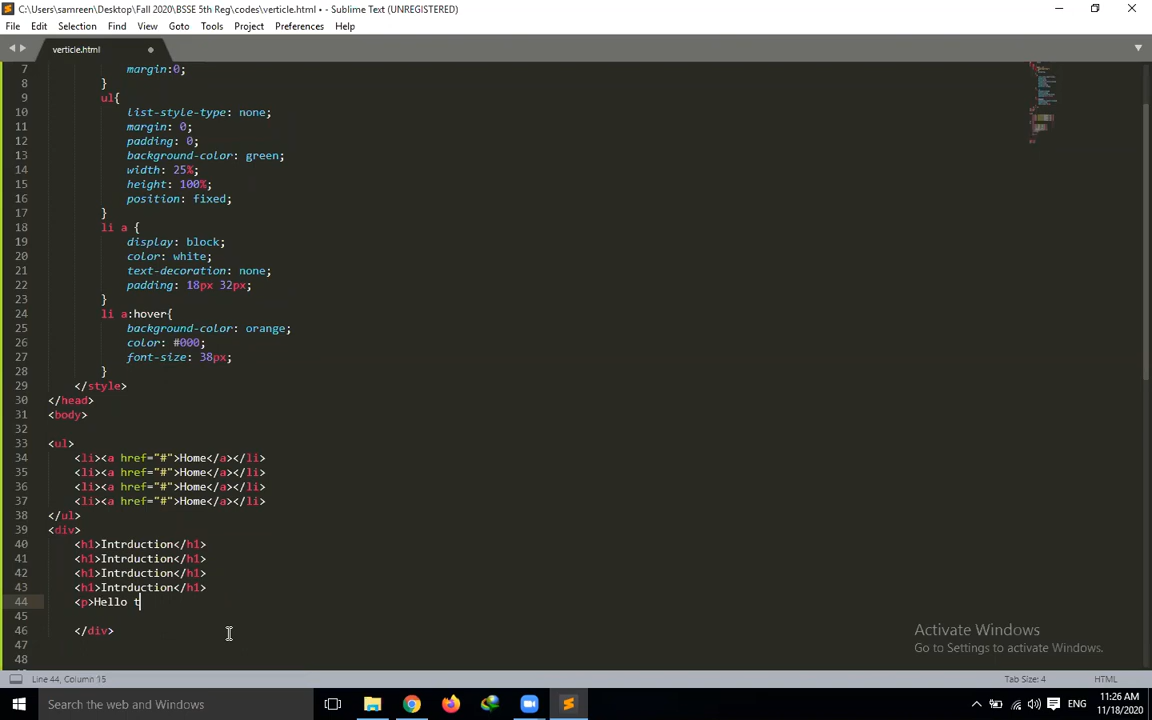 C:\Users\samreen\Desktop\Fall 2020\BSSE 5th Reg\codes\verticle.html • - Sublime Text (UNREGISTERED)
File Edit Selection Find View Goto Tools Project Preferences Help
verticle.html
7 margin:0;
8 }
9 ul{
10 list-style-type: none;
11 margin: 0;
12 padding: 0;
13 background-color: green;
14 width: 25%;
15 height: 100%;
16 position: fixed;
17 }
18 li a {
19 display: block;
20 color: white;
21 text-decoration: none;
22 padding: 18px 32px;
23 }
24 li a:hover{
25 background-color: orange;
26 color: #000;
27 font-size: 38px;
28 }
29 </style>
30 </head>
31 <body>
32
33 <ul>
34 <li><a href="#">Home</a></li>
35 <li><a href="#">Home</a></li>
36 <li><a href="#">Home</a></li>
37 <li><a href="#">Home</a></li>
38 </ul>
39 <div>
40 <h1>Intrduction</h1>
41 <h1>Intrduction</h1>
42 <h1>Intrduction</h1>
43 <h1>Intrduction</h1>
44 <p>Hello t
45
46 </div>
47
48
Activate Windows
Go to Settings to activate Windows.
Line 44, Column 15 Tab Size: 4 HTML
Search the web and Windows
ENG
11:26 AM
11/18/2020